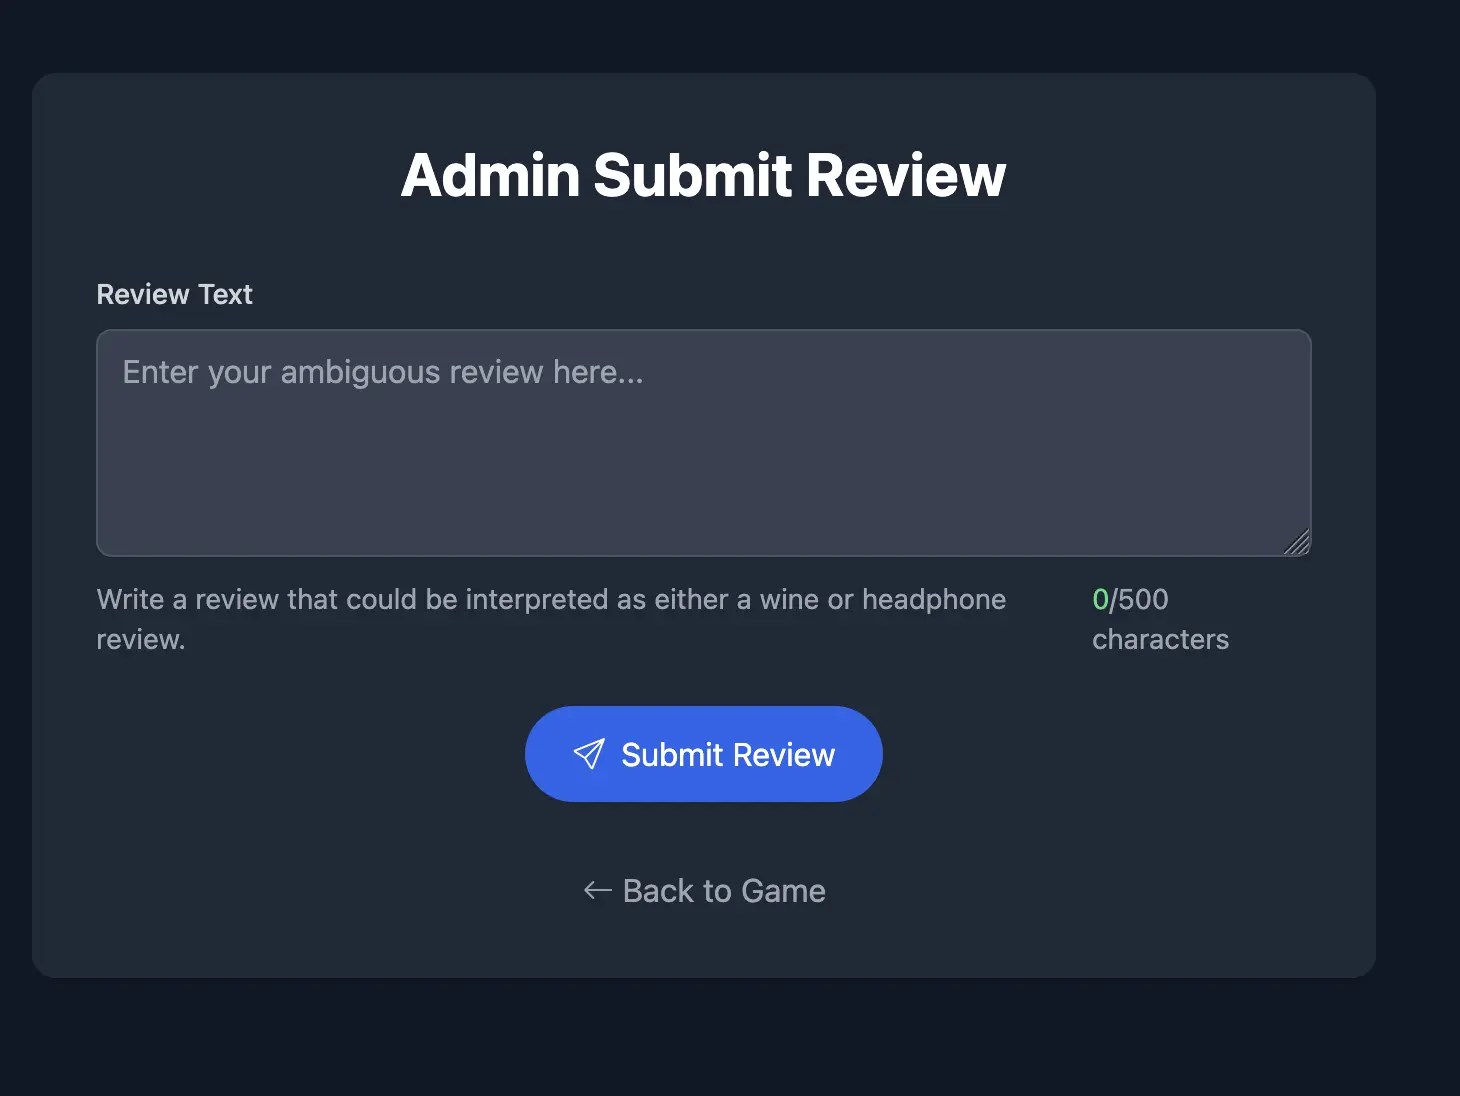 Admin Submit Review
Review Text
Enter your ambiguous review here...
Write a review that could be interpreted as either a wine or headphone
review.
0/500
characters
Submit Review
← Back to Game